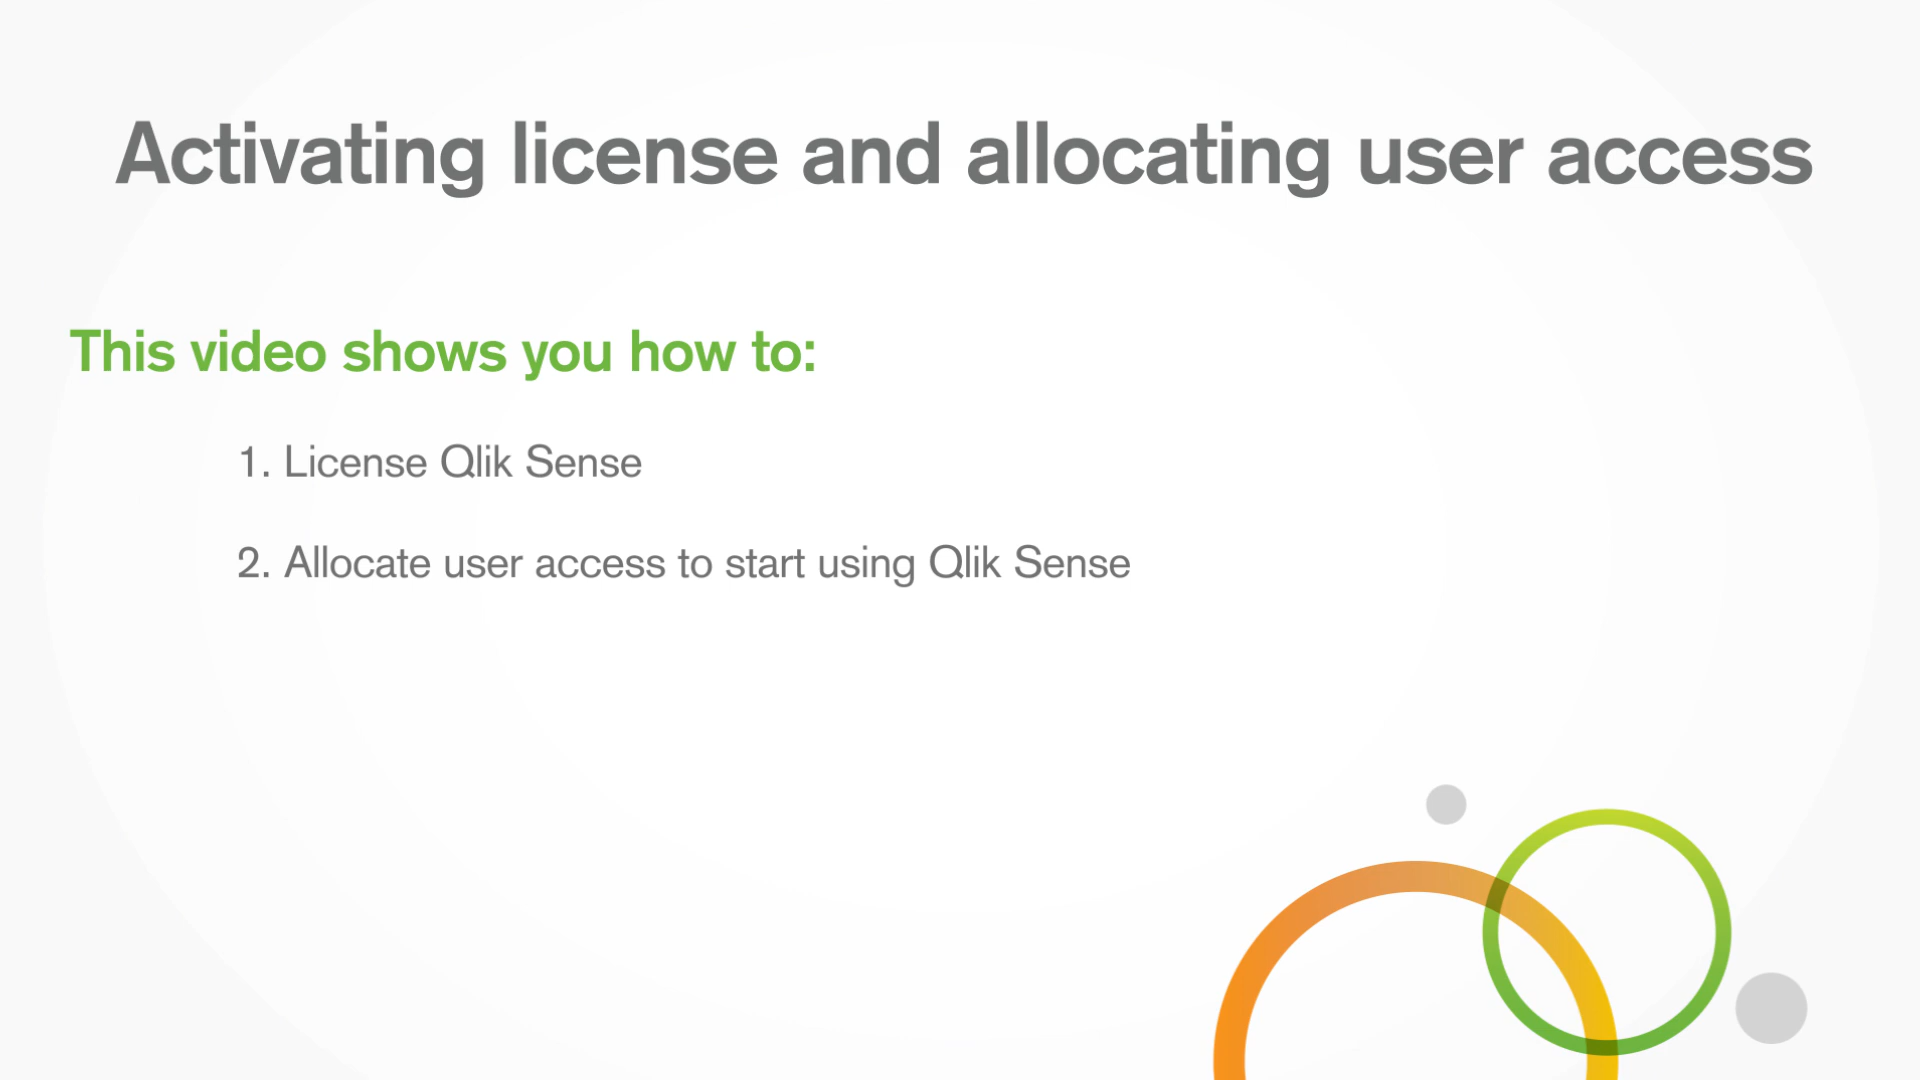 Activating license and allocating user access
This video shows you how to:
1. License Qlik Sense
2. Allocate user access to start using Qlik Sense